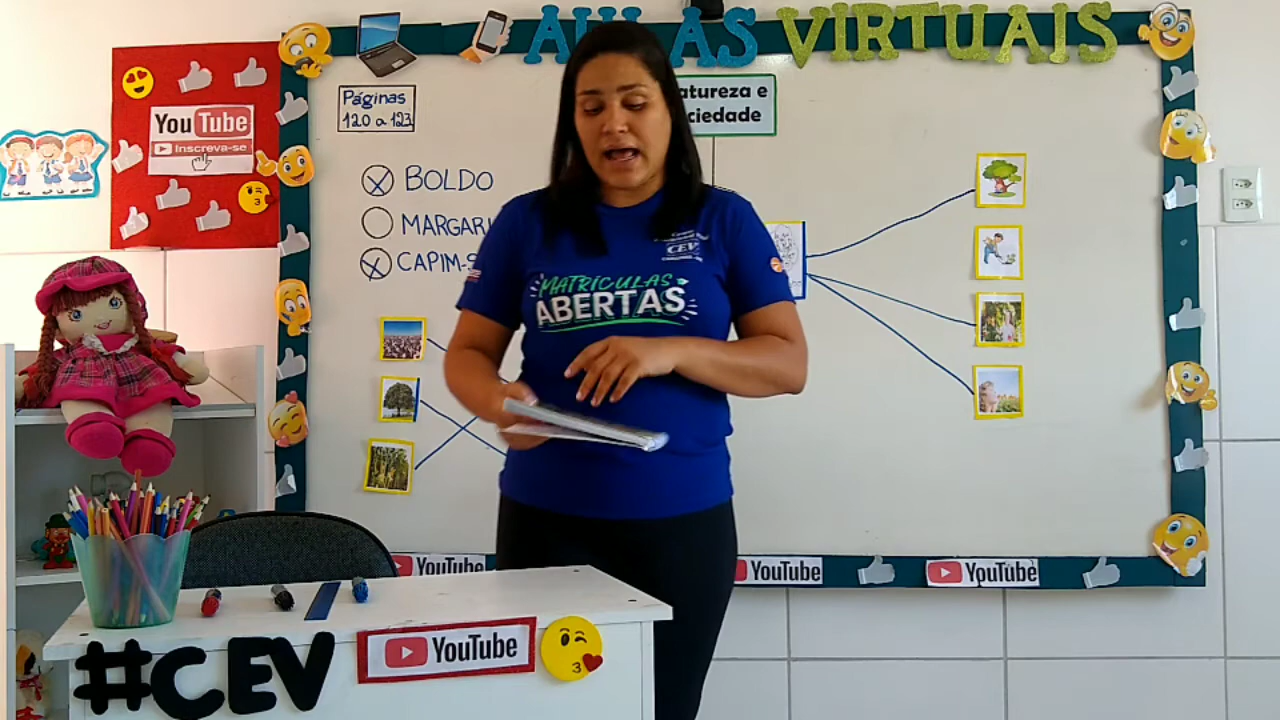 AULAS VIRTUAIS
Páginas
120 a 123
atureza e
ciedade
YouTube
Inscreva-se
BOLDO
MARGARI
CAPIM-S
CEV
MATRÍCULAS
ABERTAS
YouTube
YouTube
YouTube
YouTube
#CEV